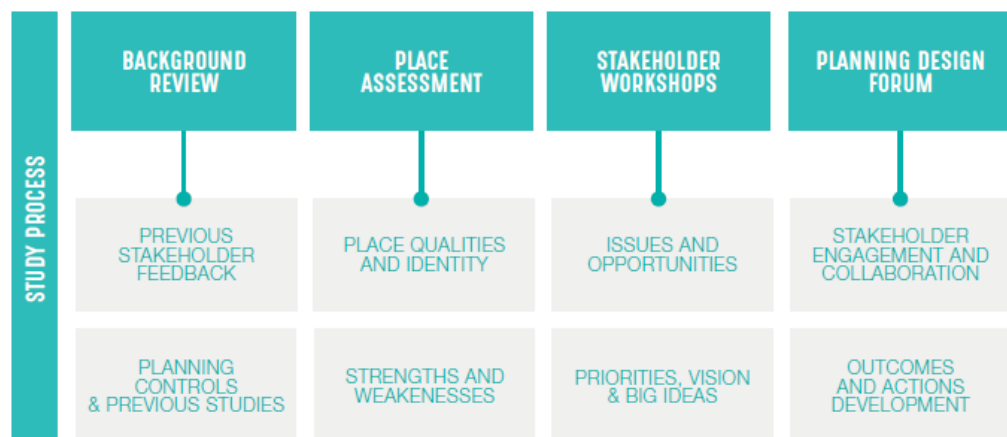 STUDY PROCESS
BACKGROUND
REVIEW
PLACE
ASSESSMENT
STAKEHOLDER
WORKSHOPS
PLANNING DESIGN
FORUM
PREVIOUS
STAKEHOLDER
FEEDBACK
PLACE QUALITIES
AND IDENTITY
ISSUES AND
OPPORTUNITIES
STAKEHOLDER
ENGAGEMENT AND
COLLABORATION
PLANNING
CONTROLS
& PREVIOUS STUDIES
STRENGTHS AND
WEAKENESSES
PRIORITIES, VISION
& BIG IDEAS
OUTCOMES
AND ACTIONS
DEVELOPMENT